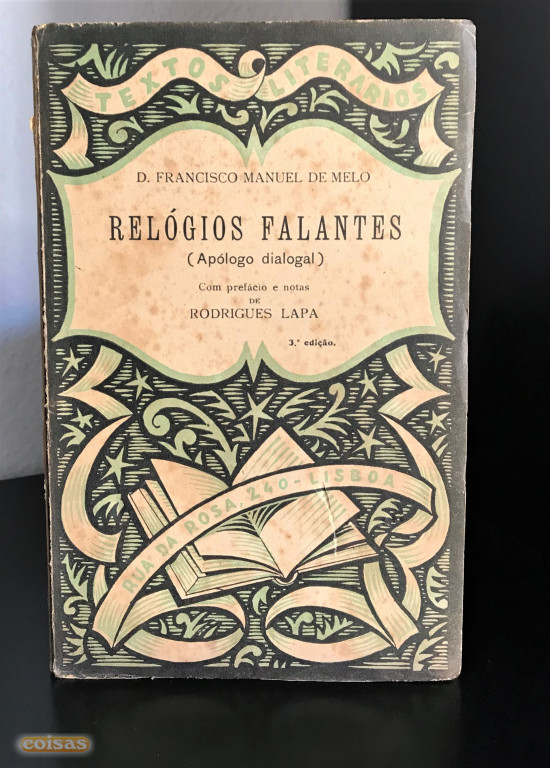 TEXTOS LITERÁRIOS
D. FRANCISCO MANUEL DE MELO
RELÓGIOS FALANTES
(Apólogo dialogal)
Com prefácio e notas
DE
RODRIGUES LAPA
3.ª edição.
RUA DA ROSA, 240-LISBOA
coisas